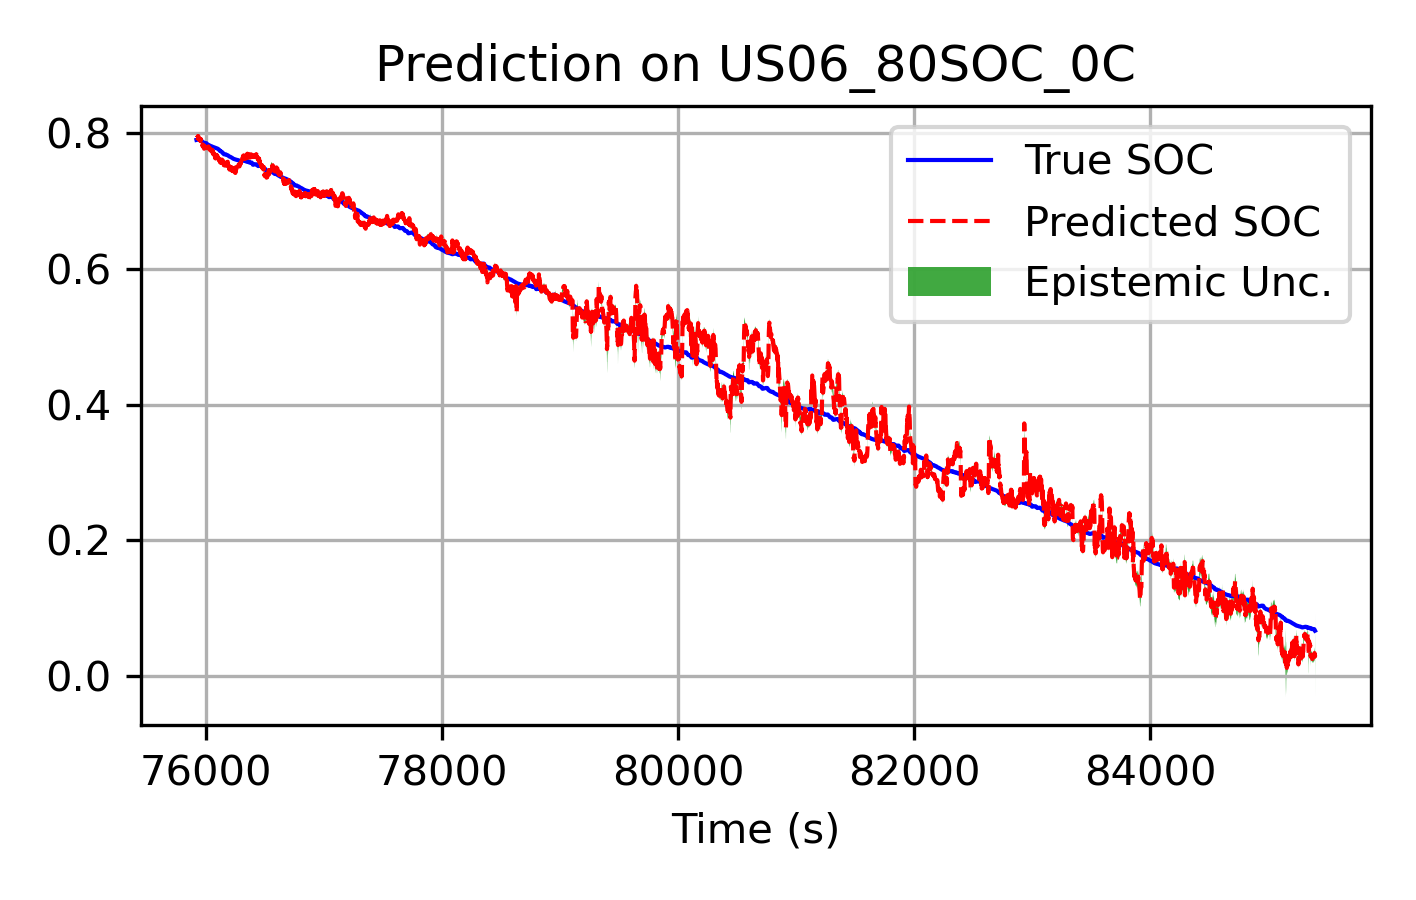 Prediction on US06_80SOC_0C
True SOC
Predicted SOC
Epistemic Unc.
0.8
0.6
0.4
0.2
0.0
76000 78000 80000 82000 84000
Time (s)